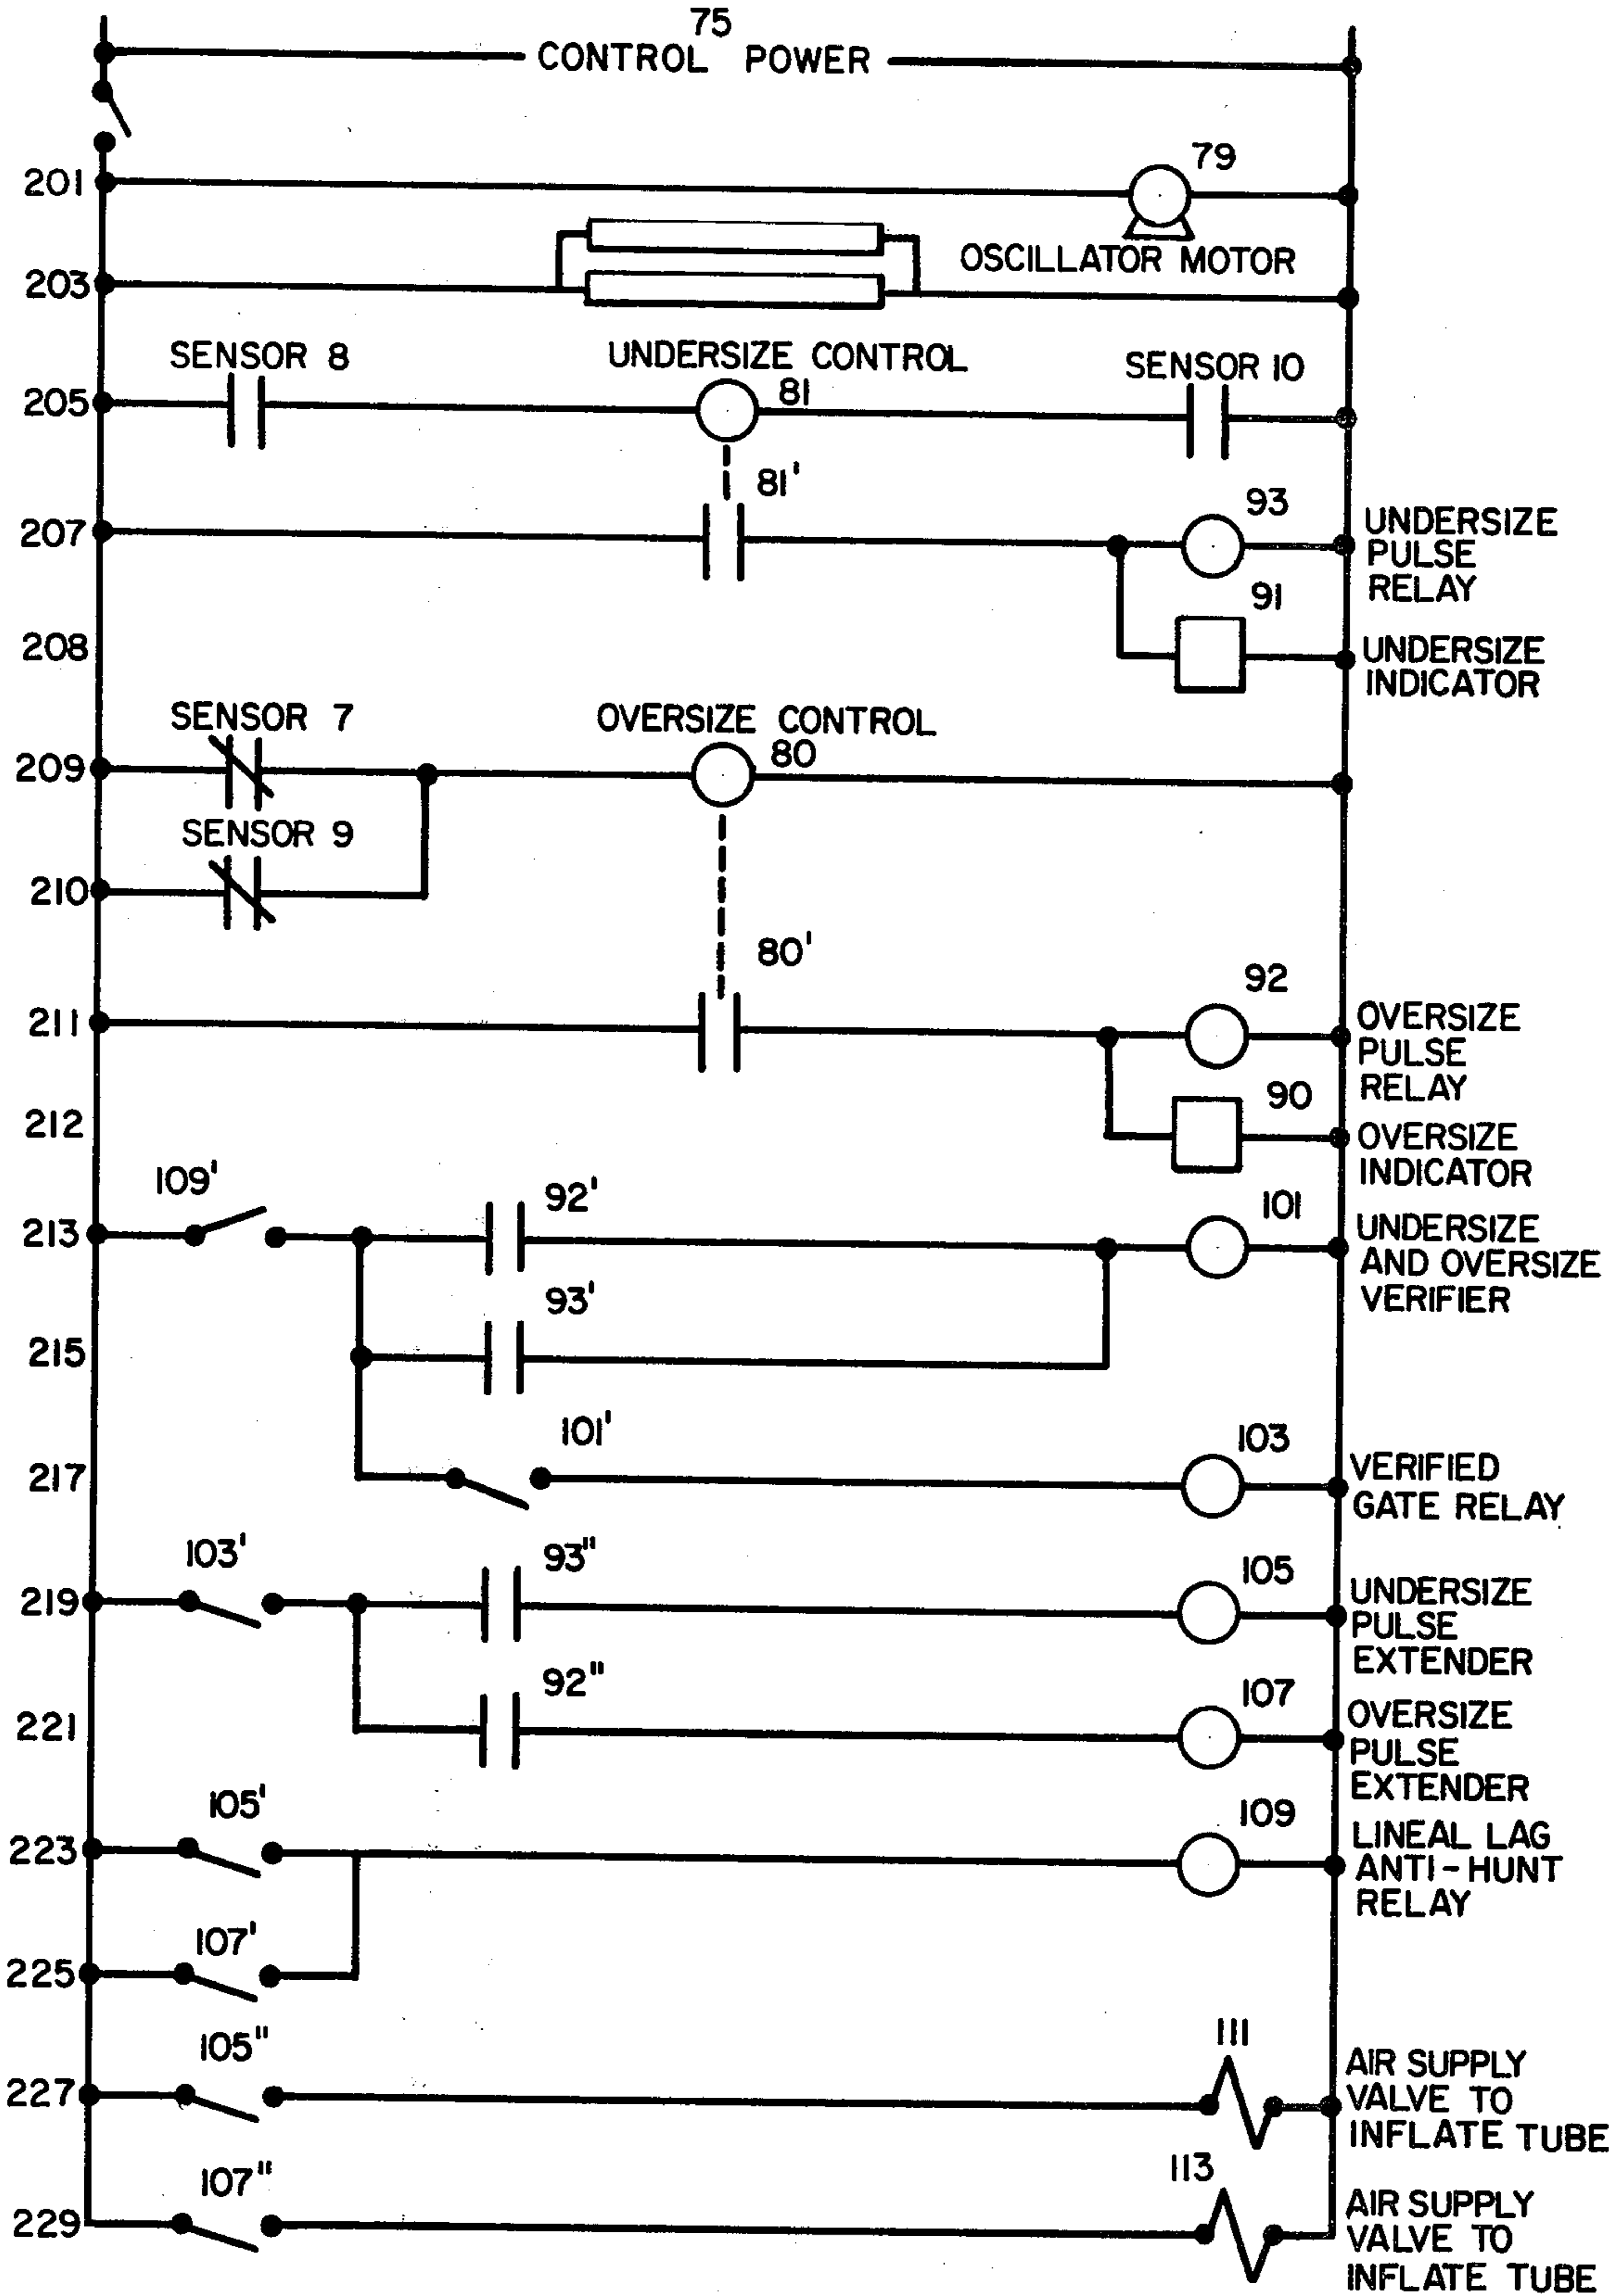 75
CONTROL POWER
201
79
OSCILLATOR MOTOR
203
SENSOR 8
UNDERSIZE CONTROL
SENSOR 10
205
81
81'
207
93
UNDERSIZE
PULSE
RELAY
208
91
UNDERSIZE
INDICATOR
SENSOR 7
OVERSIZE CONTROL
209
80
SENSOR 9
210
80'
211
92
OVERSIZE
PULSE
RELAY
212
90
OVERSIZE
INDICATOR
109'
92'
101
213
UNDERSIZE
AND OVERSIZE
VERIFIER
93'
215
101'
103
217
VERIFIED
GATE RELAY
103'
93"
105
219
UNDERSIZE
PULSE
EXTENDER
92"
107
221
OVERSIZE
PULSE
EXTENDER
105'
109
223
LINEAL LAG
ANTI-HUNT
RELAY
107'
225
105"
111
227
AIR SUPPLY
VALVE TO
INFLATE TUBE
107"
113
229
AIR SUPPLY
VALVE TO
INFLATE TUBE